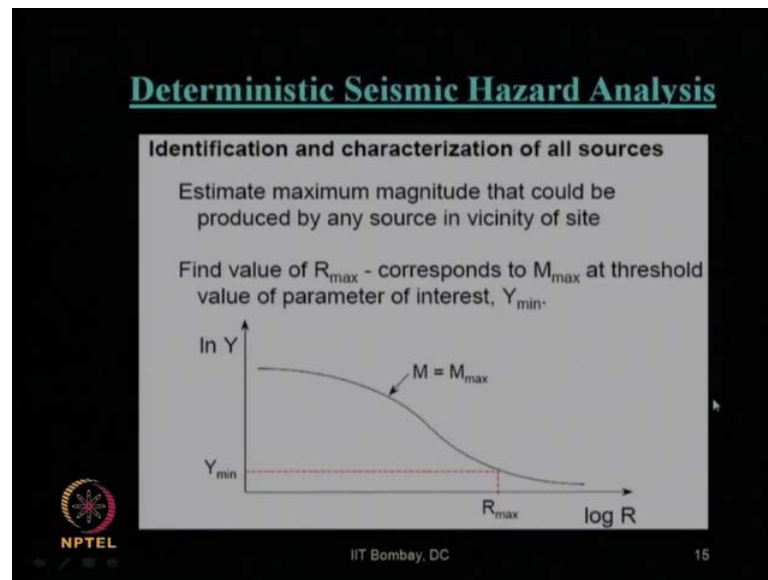 Deterministic Seismic Hazard Analysis
Identification and characterization of all sources
Estimate maximum magnitude that could be
produced by any source in vicinity of site
Find value of Rmax - corresponds to Mmax at threshold
value of parameter of interest, Ymin.
ln Y
M = Mmax
Ymin
Rmax
log R
NPTEL
IIT Bombay, DC
15